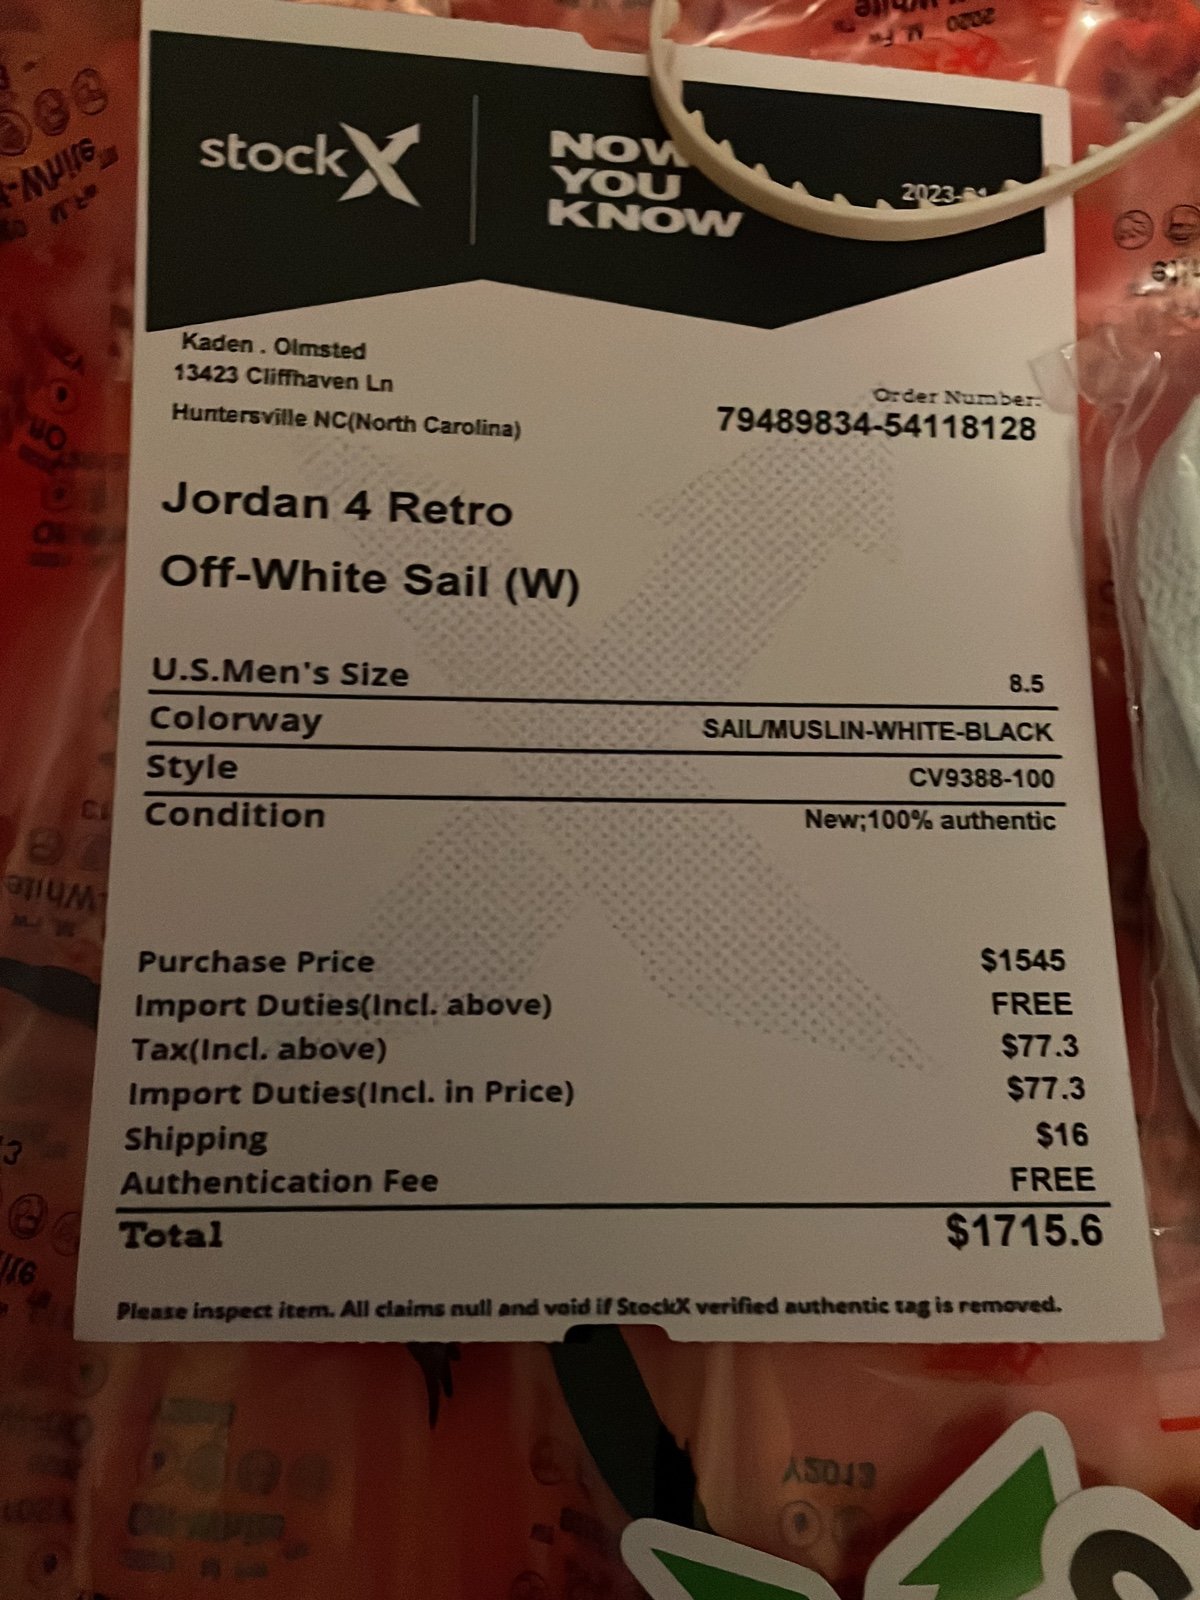 stockX
NOW
YOU
KNOW
2023-
Kaden . Olmsted
13423 Cliffhaven Ln
Huntersville NC(North Carolina)
Order Number:
79489834-54118128
Jordan 4 Retro
Off-White Sail (W)
U.S.Men's Size 8.5
Colorway SAIL/MUSLIN-WHITE-BLACK
Style CV9388-100
Condition New;100% authentic
Purchase Price $1545
Import Duties(Incl. above) FREE
Tax(Incl. above) $77.3
Import Duties(Incl. in Price) $77.3
Shipping $16
Authentication Fee FREE
Total $1715.6
Please inspect item. All claims null and void if StockX verified authentic tag is removed.